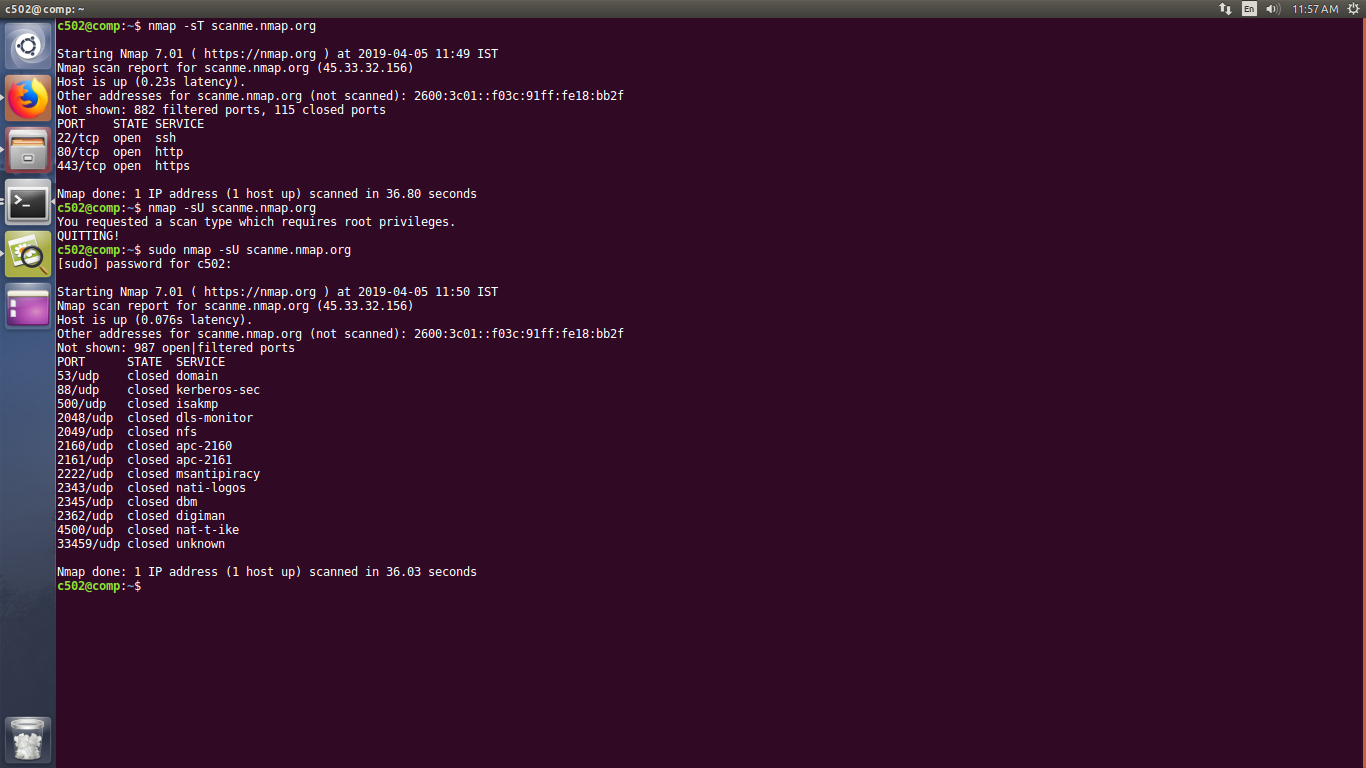 c502@comp: ~
En
11:57 AM
c502@comp:~$ nmap -sT scanme.nmap.org
Starting Nmap 7.01 ( https://nmap.org ) at 2019-04-05 11:49 IST
Nmap scan report for scanme.nmap.org (45.33.32.156)
Host is up (0.23s latency).
Other addresses for scanme.nmap.org (not scanned): 2600:3c01::f03c:91ff:fe18:bb2f
Not shown: 882 filtered ports, 115 closed ports
PORT    STATE SERVICE
22/tcp  open  ssh
80/tcp  open  http
443/tcp open  https
Nmap done: 1 IP address (1 host up) scanned in 36.80 seconds
c502@comp:~$ nmap -sU scanme.nmap.org
You requested a scan type which requires root privileges.
QUITTING!
c502@comp:~$ sudo nmap -sU scanme.nmap.org
[sudo] password for c502:
Starting Nmap 7.01 ( https://nmap.org ) at 2019-04-05 11:50 IST
Nmap scan report for scanme.nmap.org (45.33.32.156)
Host is up (0.076s latency).
Other addresses for scanme.nmap.org (not scanned): 2600:3c01::f03c:91ff:fe18:bb2f
Not shown: 987 open|filtered ports
PORT      STATE  SERVICE
53/udp    closed domain
88/udp    closed kerberos-sec
500/udp   closed isakmp
2048/udp  closed dls-monitor
2049/udp  closed nfs
2160/udp  closed apc-2160
2161/udp  closed apc-2161
2222/udp  closed msantipiracy
2343/udp  closed nati-logos
2345/udp  closed dbm
2362/udp  closed digiman
4500/udp  closed nat-t-ike
33459/udp closed unknown
Nmap done: 1 IP address (1 host up) scanned in 36.03 seconds
c502@comp:~$